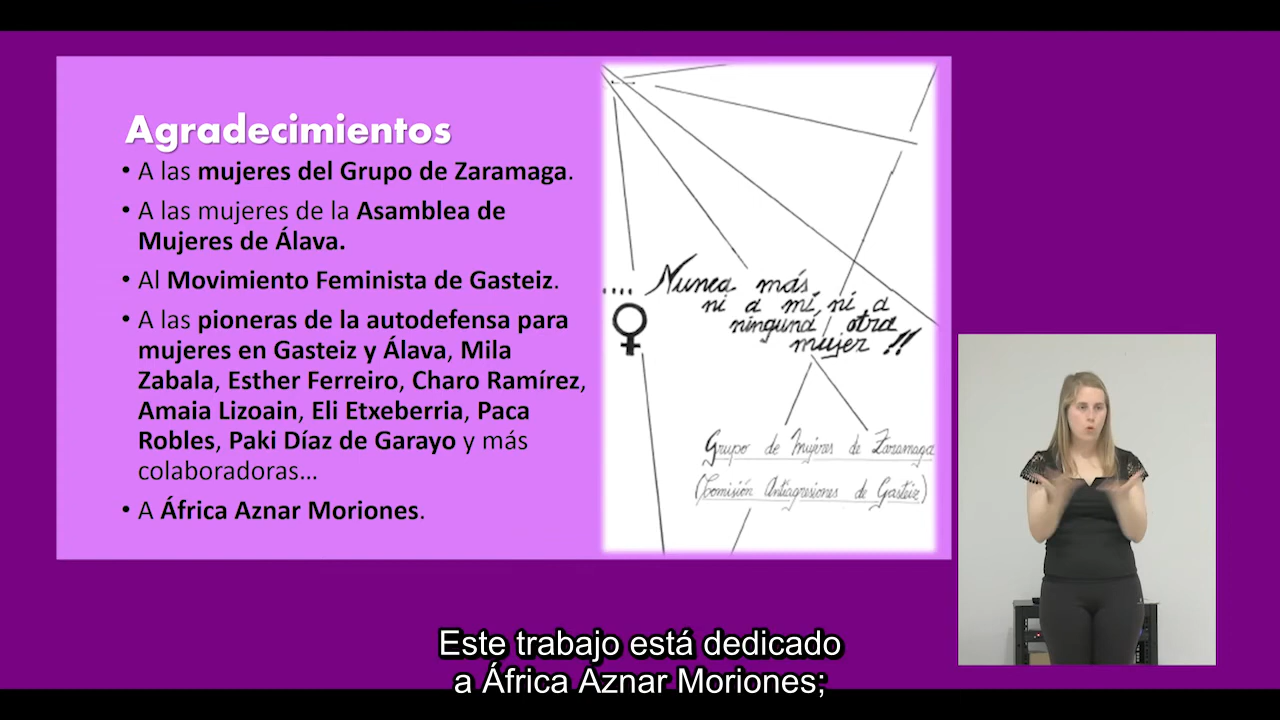 Agradecimientos
• A las mujeres del Grupo de Zaramaga.
• A las mujeres de la Asamblea de
Mujeres de Álava.
• Al Movimiento Feminista de Gasteiz.
• A las pioneras de la autodefensa para
mujeres en Gasteiz y Álava, Mila
Zabala, Esther Ferreiro, Charo Ramírez,
Amaia Lizoain, Eli Etxeberria, Paca
Robles, Paki Díaz de Garayo y más
colaboradoras...
• A África Aznar Moriones.
.... Nunca más,
ni a mí, ni a
ninguna otra
mujer !!
Grupo de Mujeres de Zaramaga
(Comisión Antiagresiones de Gasteiz)
Este trabajo está dedicado
a África Aznar Moriones;